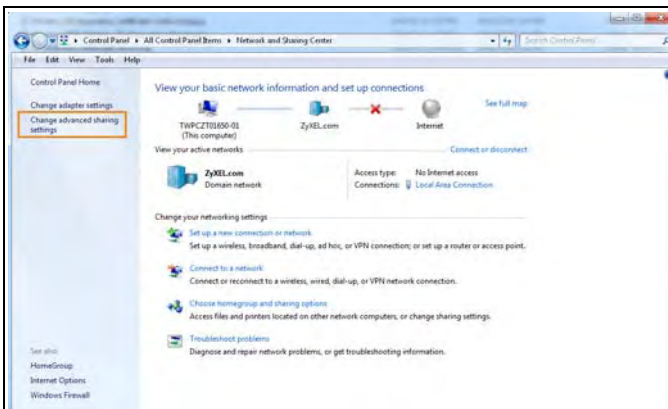 Control Panel ▸ All Control Panel Items ▸ Network and Sharing Center
Search Control Panel
File Edit View Tools Help
Control Panel Home
Change adapter settings
Change advanced sharing
settings
See also
HomeGroup
Internet Options
Windows Firewall
View your basic network information and set up connections
TWPCZT01650-01
(This computer)
ZyXEL.com
Internet
See full map
View your active networks
Connect or disconnect
ZyXEL.com
Domain network
Access type: No Internet access
Connections: Local Area Connection
Change your networking settings
Set up a new connection or network
Set up a wireless, broadband, dial-up, ad hoc, or VPN connection; or set up a router or access point.
Connect to a network
Connect or reconnect to a wireless, wired, dial-up, or VPN network connection.
Choose homegroup and sharing options
Access files and printers located on other network computers, or change sharing settings.
Troubleshoot problems
Diagnose and repair network problems, or get troubleshooting information.